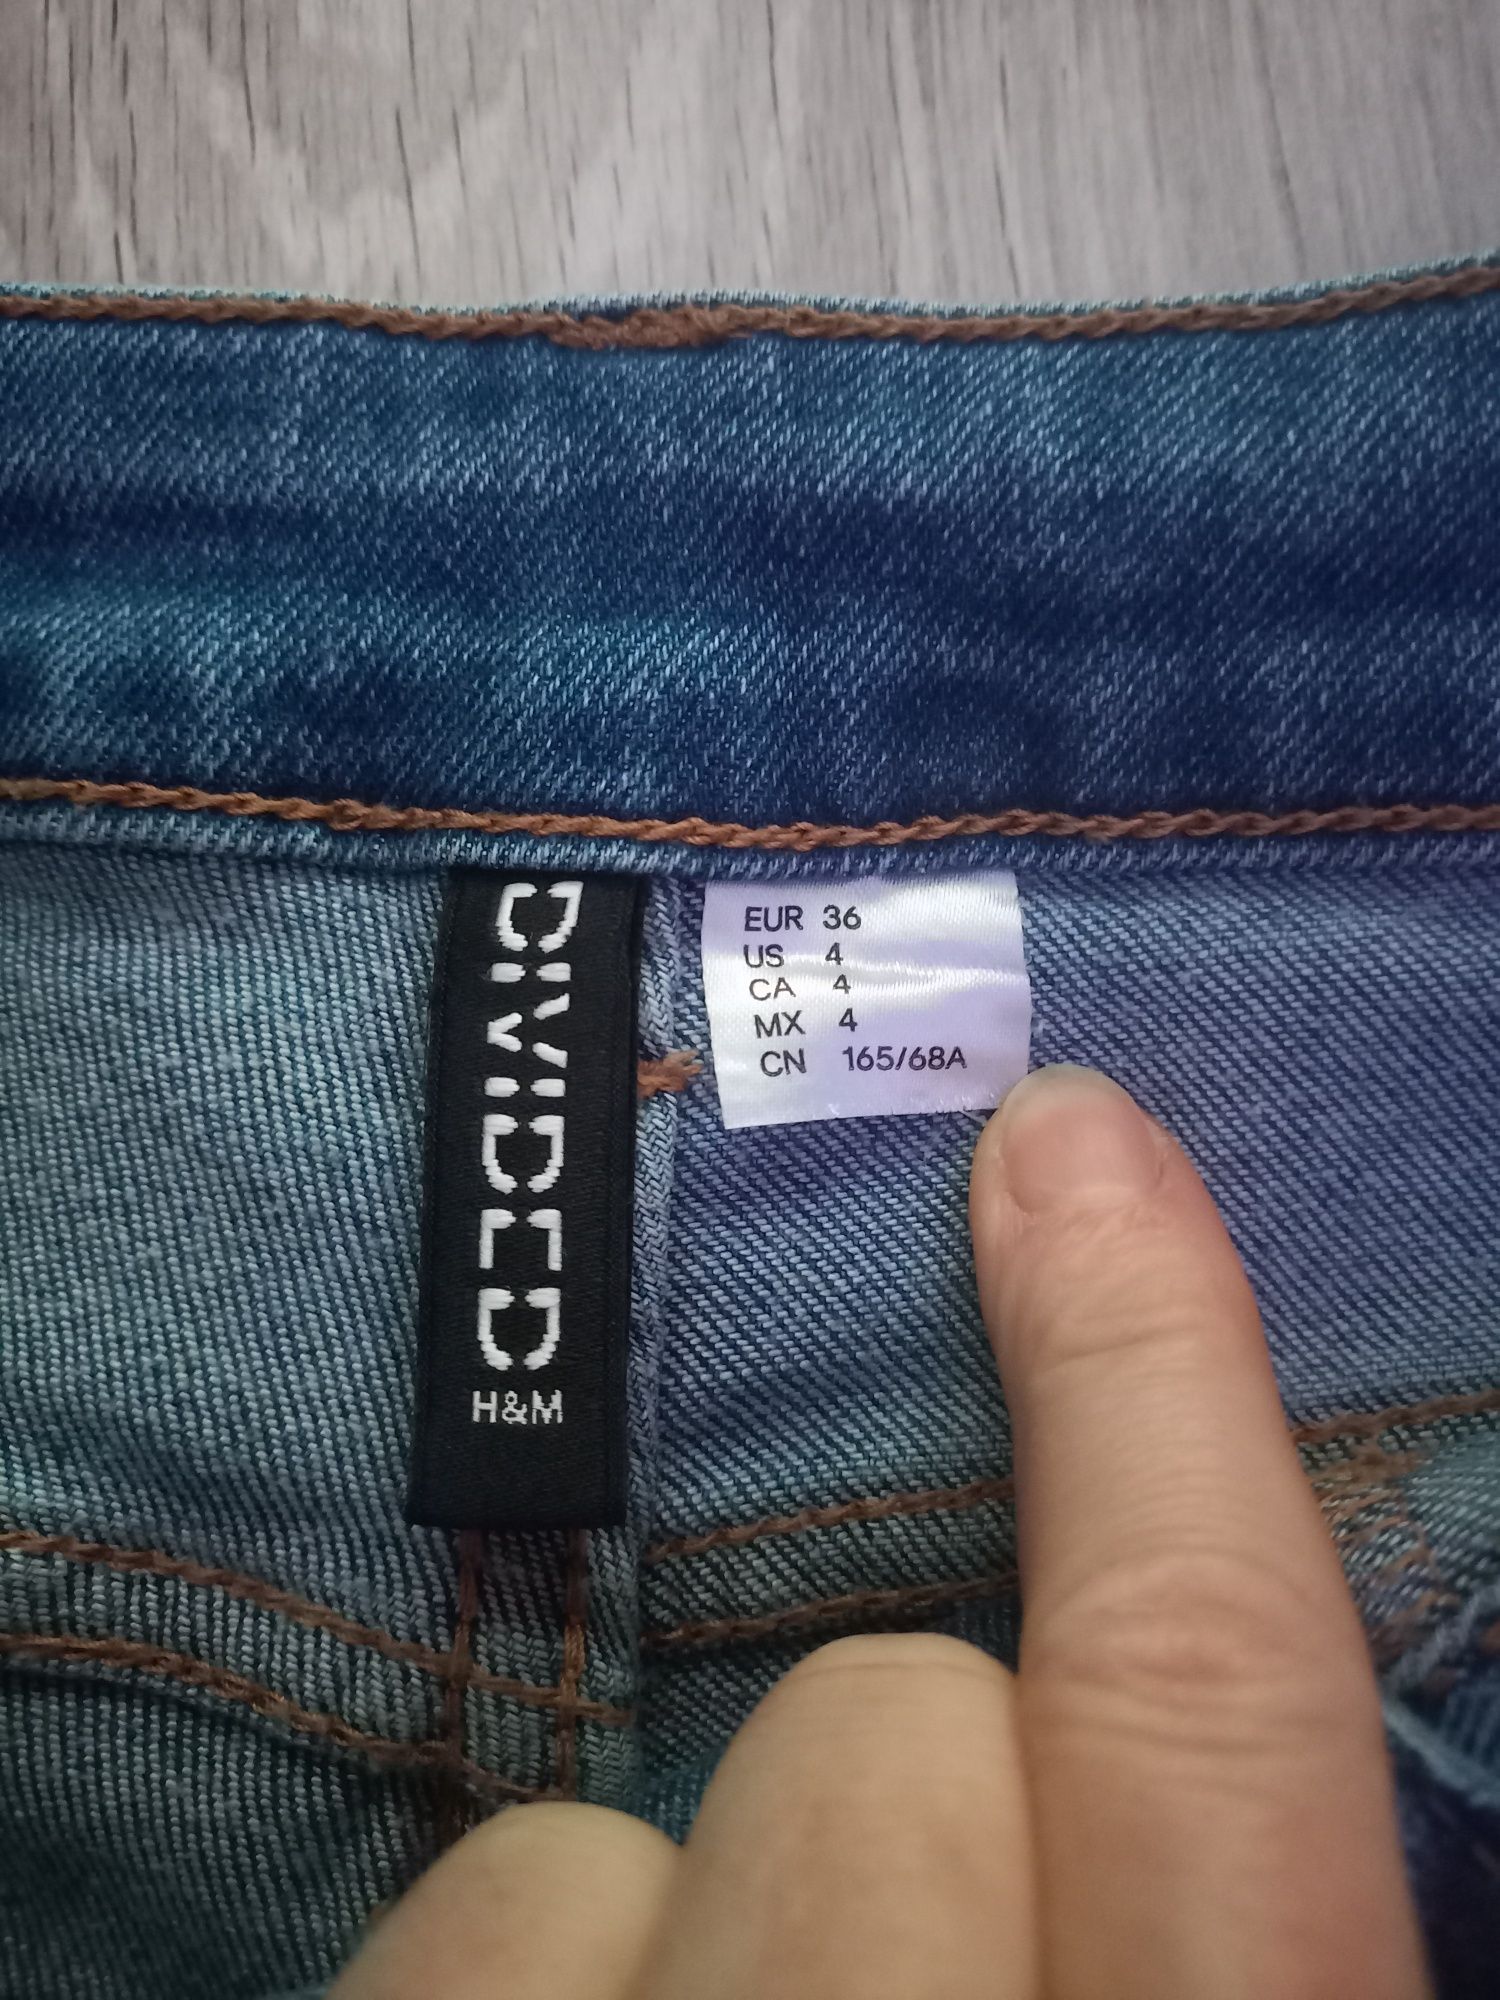 DIVIDED
H&M
EUR 36
US 4
CA 4
MX 4
CN 165/68A